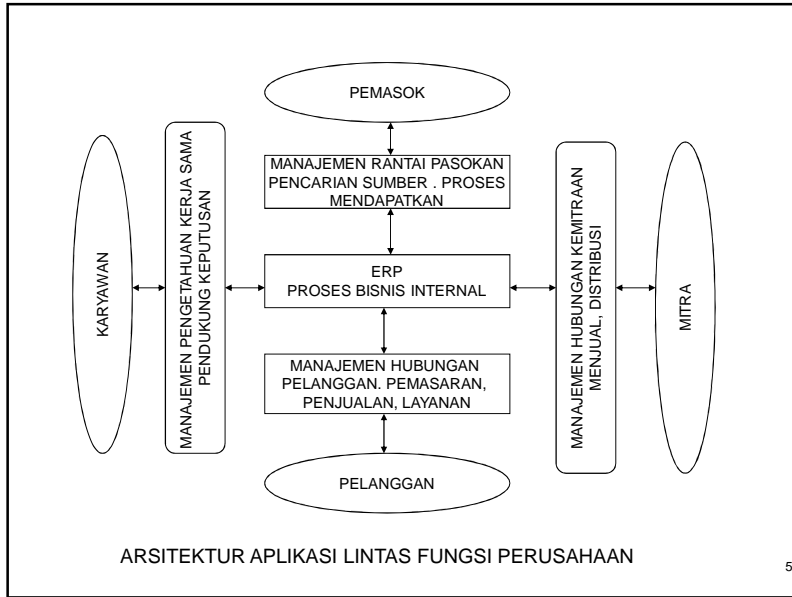 PEMASOK
MANAJEMEN RANTAI PASOKAN
PENCARIAN SUMBER . PROSES
MENDAPATKAN
KARYAWAN
MANAJEMEN PENGETAHUAN KERJA SAMA
PENDUKUNG KEPUTUSAN
ERP
PROSES BISNIS INTERNAL
MANAJEMEN HUBUNGAN KEMITRAAN
MENJUAL, DISTRIBUSI
MITRA
MANAJEMEN HUBUNGAN
PELANGGAN. PEMASARAN,
PENJUALAN, LAYANAN
PELANGGAN
ARSITEKTUR APLIKASI LINTAS FUNGSI PERUSAHAAN
5